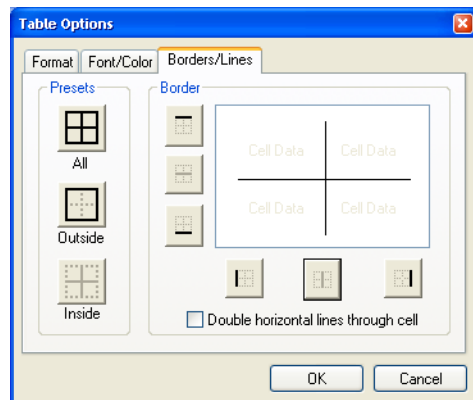 Table Options
Format Font/Color Borders/Lines
Presets
All
Outside
Inside
Border
Cell Data Cell Data
Cell Data Cell Data
Double horizontal lines through cell
OK Cancel